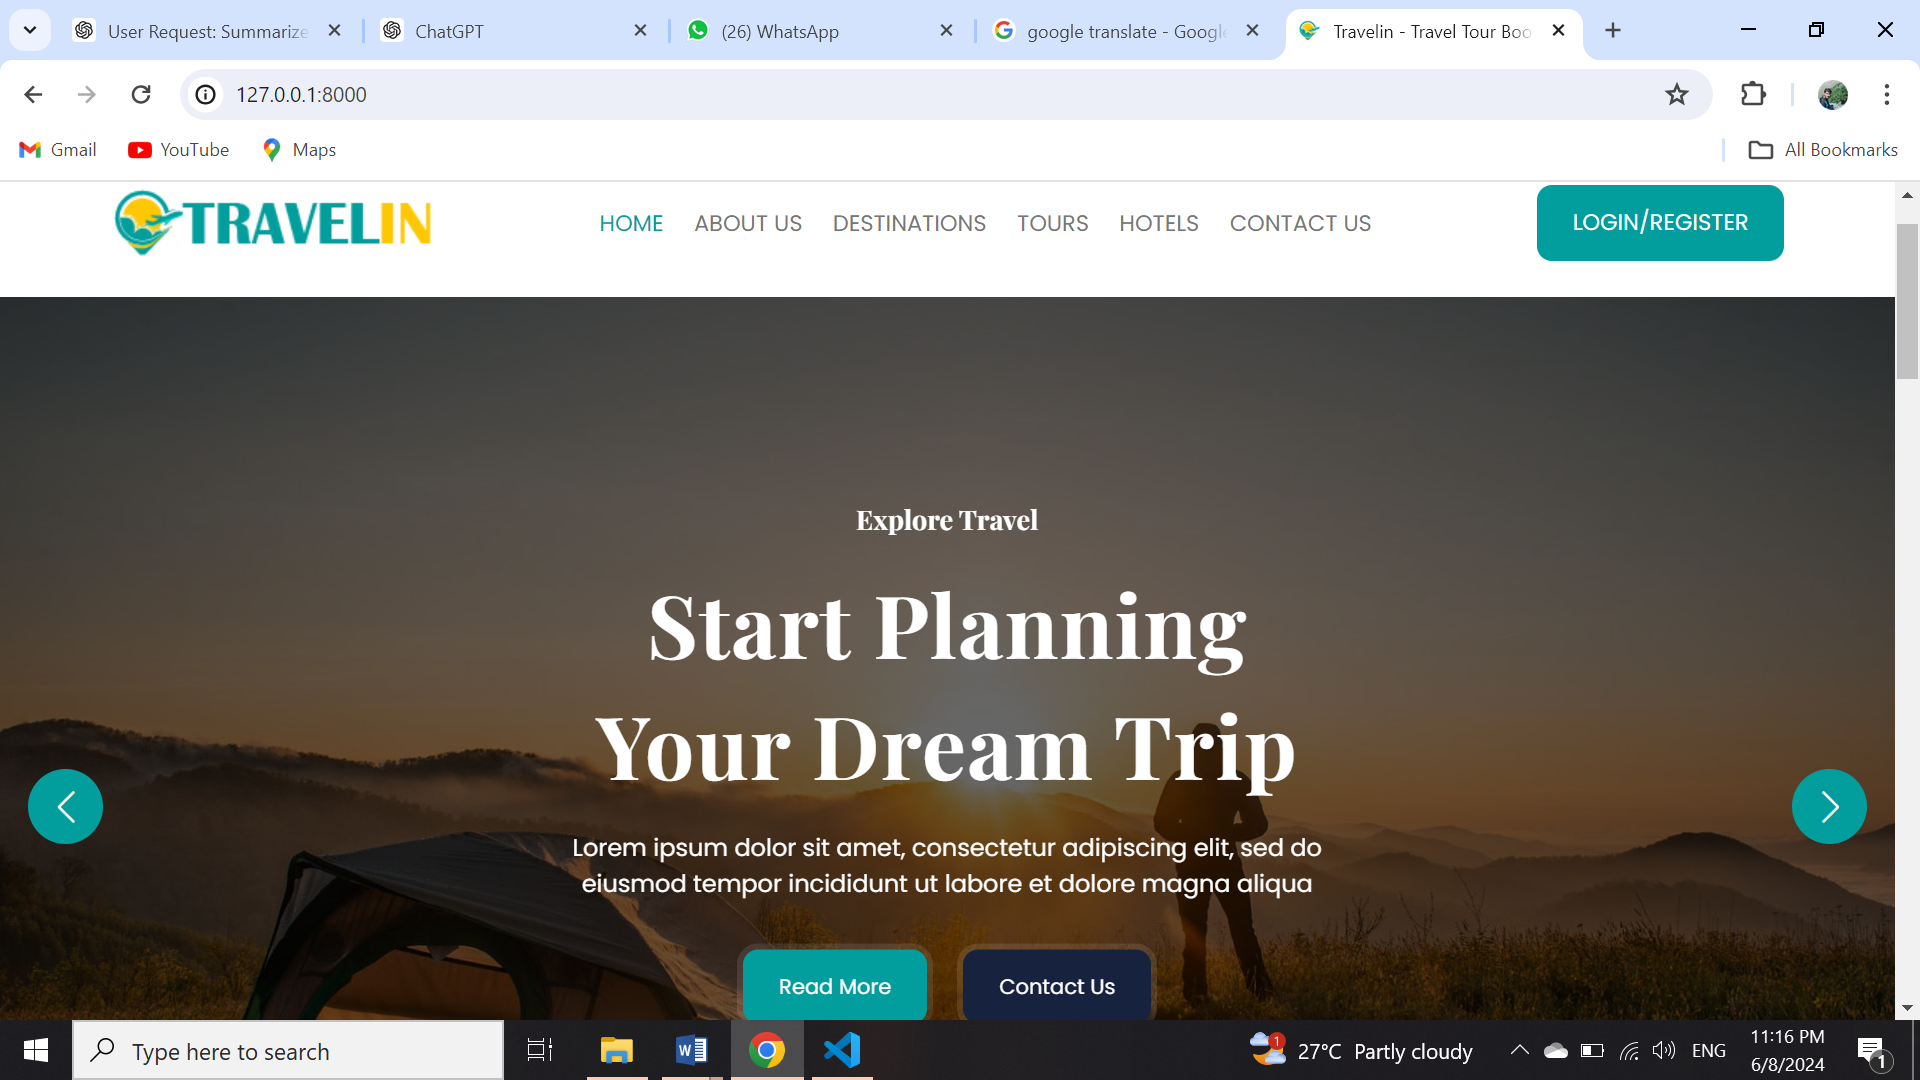 User Request: Summarize
ChatGPT
(26) WhatsApp
google translate - Google
Travelin - Travel Tour Boo
127.0.0.1:8000
Gmail
YouTube
Maps
All Bookmarks
TRAVELIN
HOME
ABOUT US
DESTINATIONS
TOURS
HOTELS
CONTACT US
LOGIN/REGISTER
Explore Travel
Start Planning
Your Dream Trip
Lorem ipsum dolor sit amet, consectetur adipiscing elit, sed do
eiusmod tempor incididunt ut labore et dolore magna aliqua
Read More
Contact Us
Type here to search
1
27°C Partly cloudy
ENG
11:16 PM
6/8/2024
1